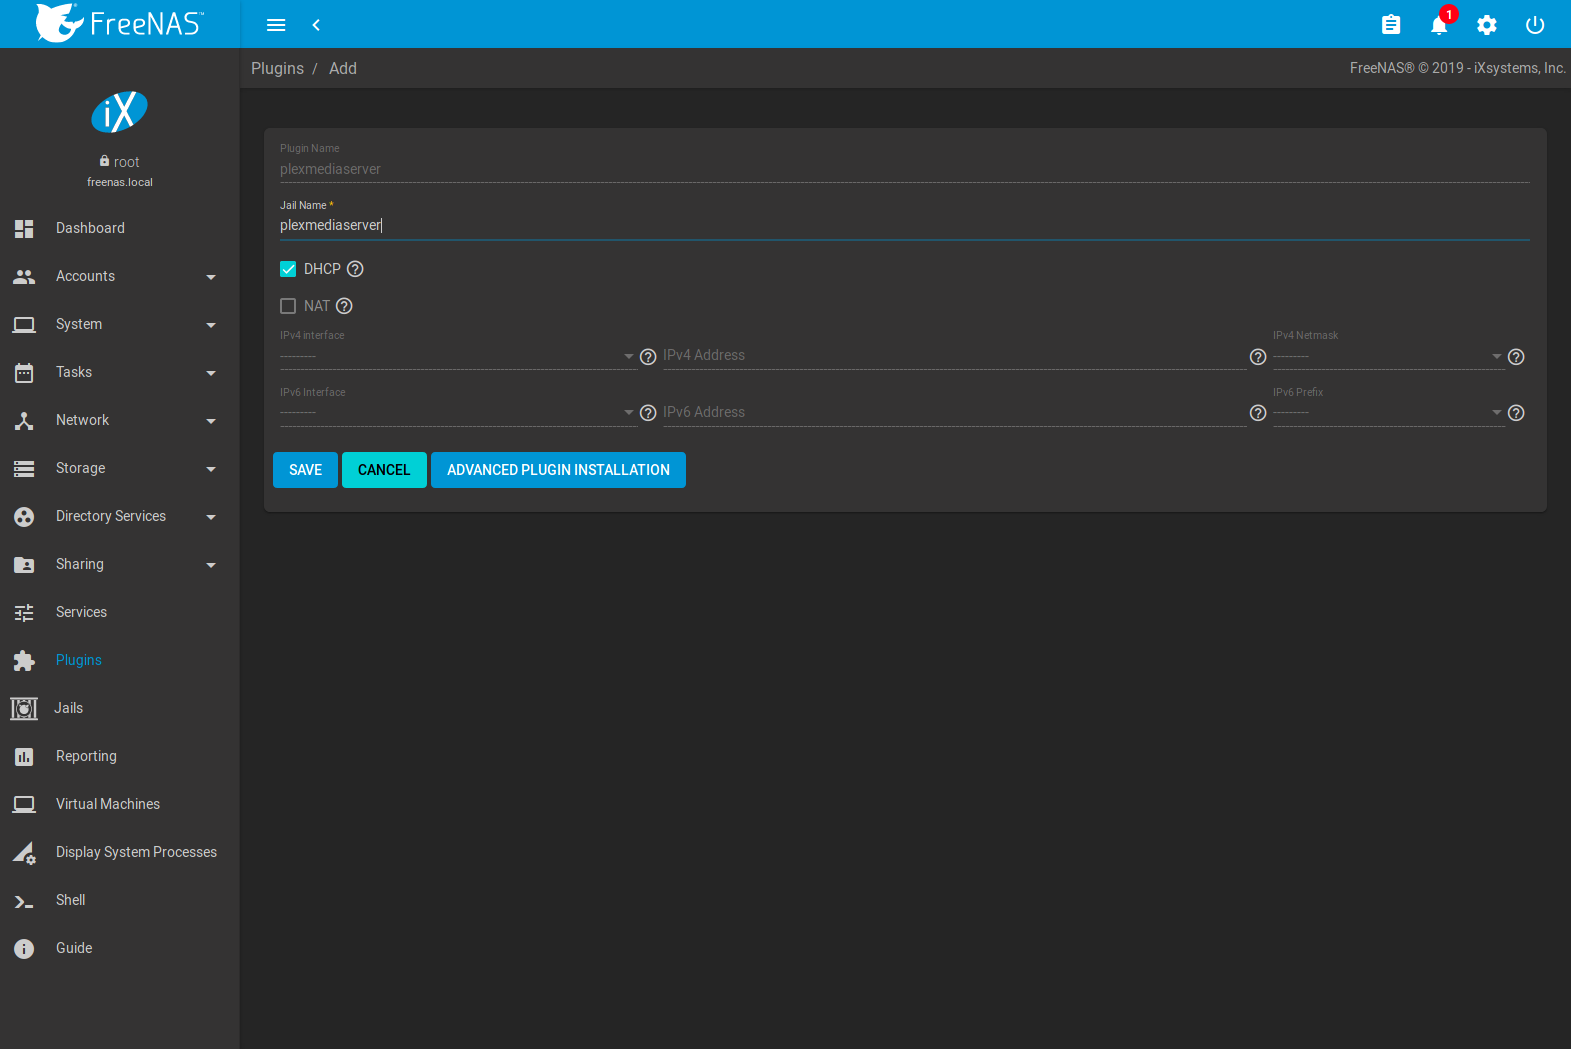 FreeNAS™
1
Plugins / Add
FreeNAS® © 2019 - iXsystems, Inc.
iX
root
freenas.local
Dashboard
Accounts
System
Tasks
Network
Storage
Directory Services
Sharing
Services
Plugins
Jails
Reporting
Virtual Machines
Display System Processes
Shell
Guide
Plugin Name
plexmediaserver
Jail Name *
plexmediaserver
DHCP
NAT
IPv4 interface
---------
IPv4 Address
IPv4 Netmask
---------
IPv6 Interface
---------
IPv6 Address
IPv6 Prefix
---------
SAVE CANCEL ADVANCED PLUGIN INSTALLATION